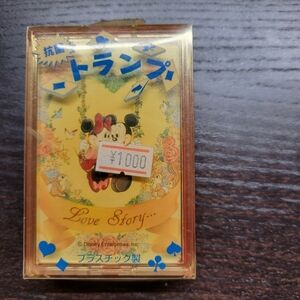 抗菌
トランプ
¥1000
Love Story...
© Disney Enterprises, Inc.
プラスチック製